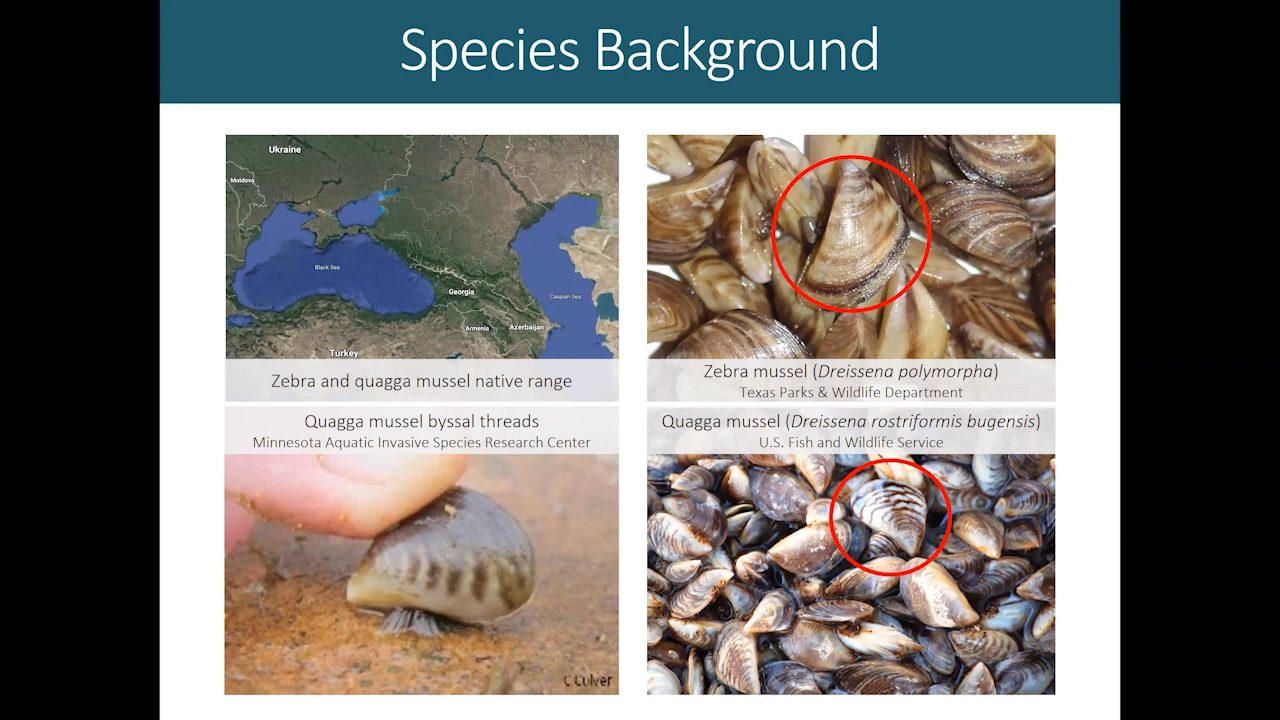 Species Background
Ukraine
Moldova
Black Sea
Georgia
Caspian Sea
Armenia
Azerbaijan
Turkey
Zebra and quagga mussel native range
Zebra mussel (Dreissena polymorpha)
Texas Parks & Wildlife Department
Quagga mussel byssal threads
Minnesota Aquatic Invasive Species Research Center
C Culver
Quagga mussel (Dreissena rostriformis bugensis)
U.S. Fish and Wildlife Service